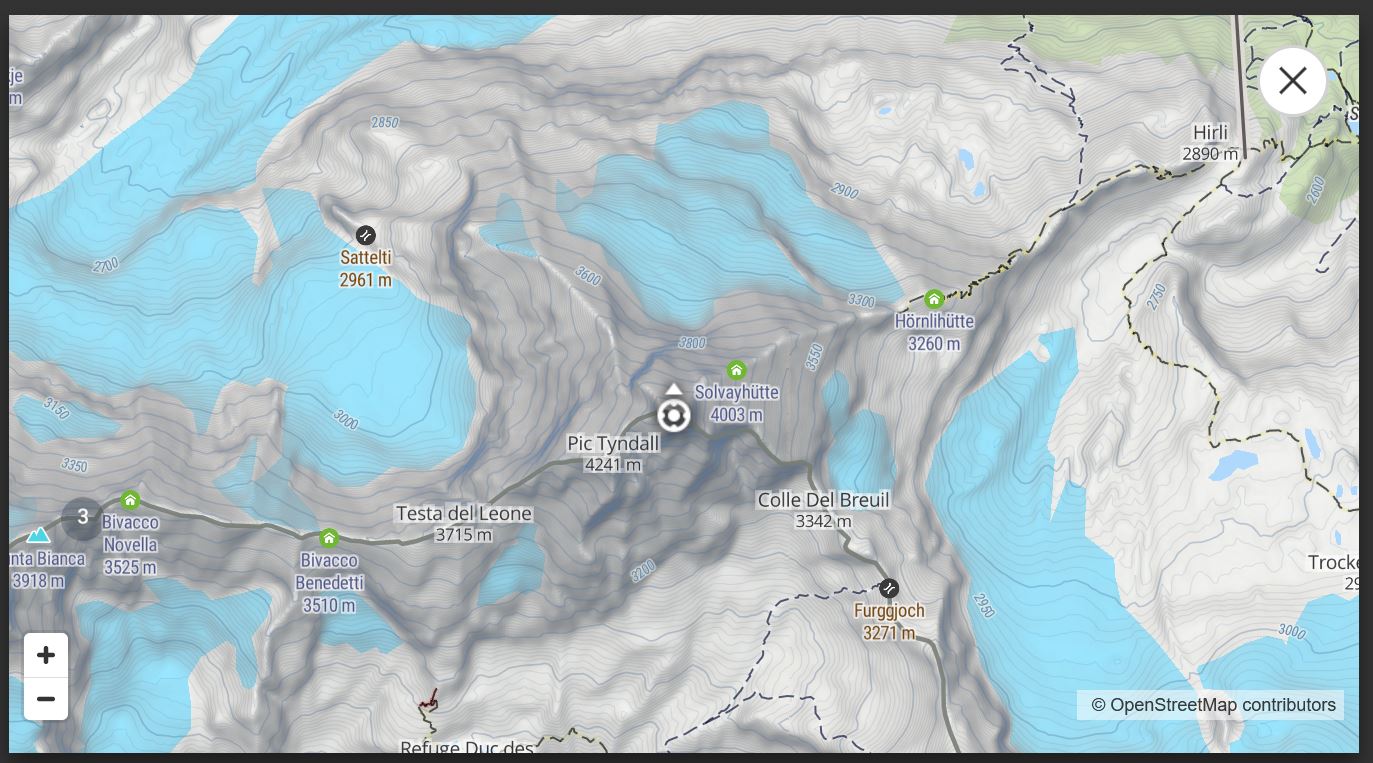 je
m
2850
Hirli
2890 m
S
2900
2600
Sattelti
2961 m
2700
3600
3300
2750
Hörnlihütte
3260 m
3800
3550
Solvayhütte
4003 m
3150
3000
Pic Tyndall
4241 m
3350
3
Bivacco
Novella
3525 m
Testa del Leone
3715 m
Colle Del Breuil
3342 m
nta Bianca
3918 m
Bivacco
Benedetti
3510 m
3200
Trocke
29
Furggjoch
3271 m
2950
3000
+
−
© OpenStreetMap contributors
Refuge Duc des